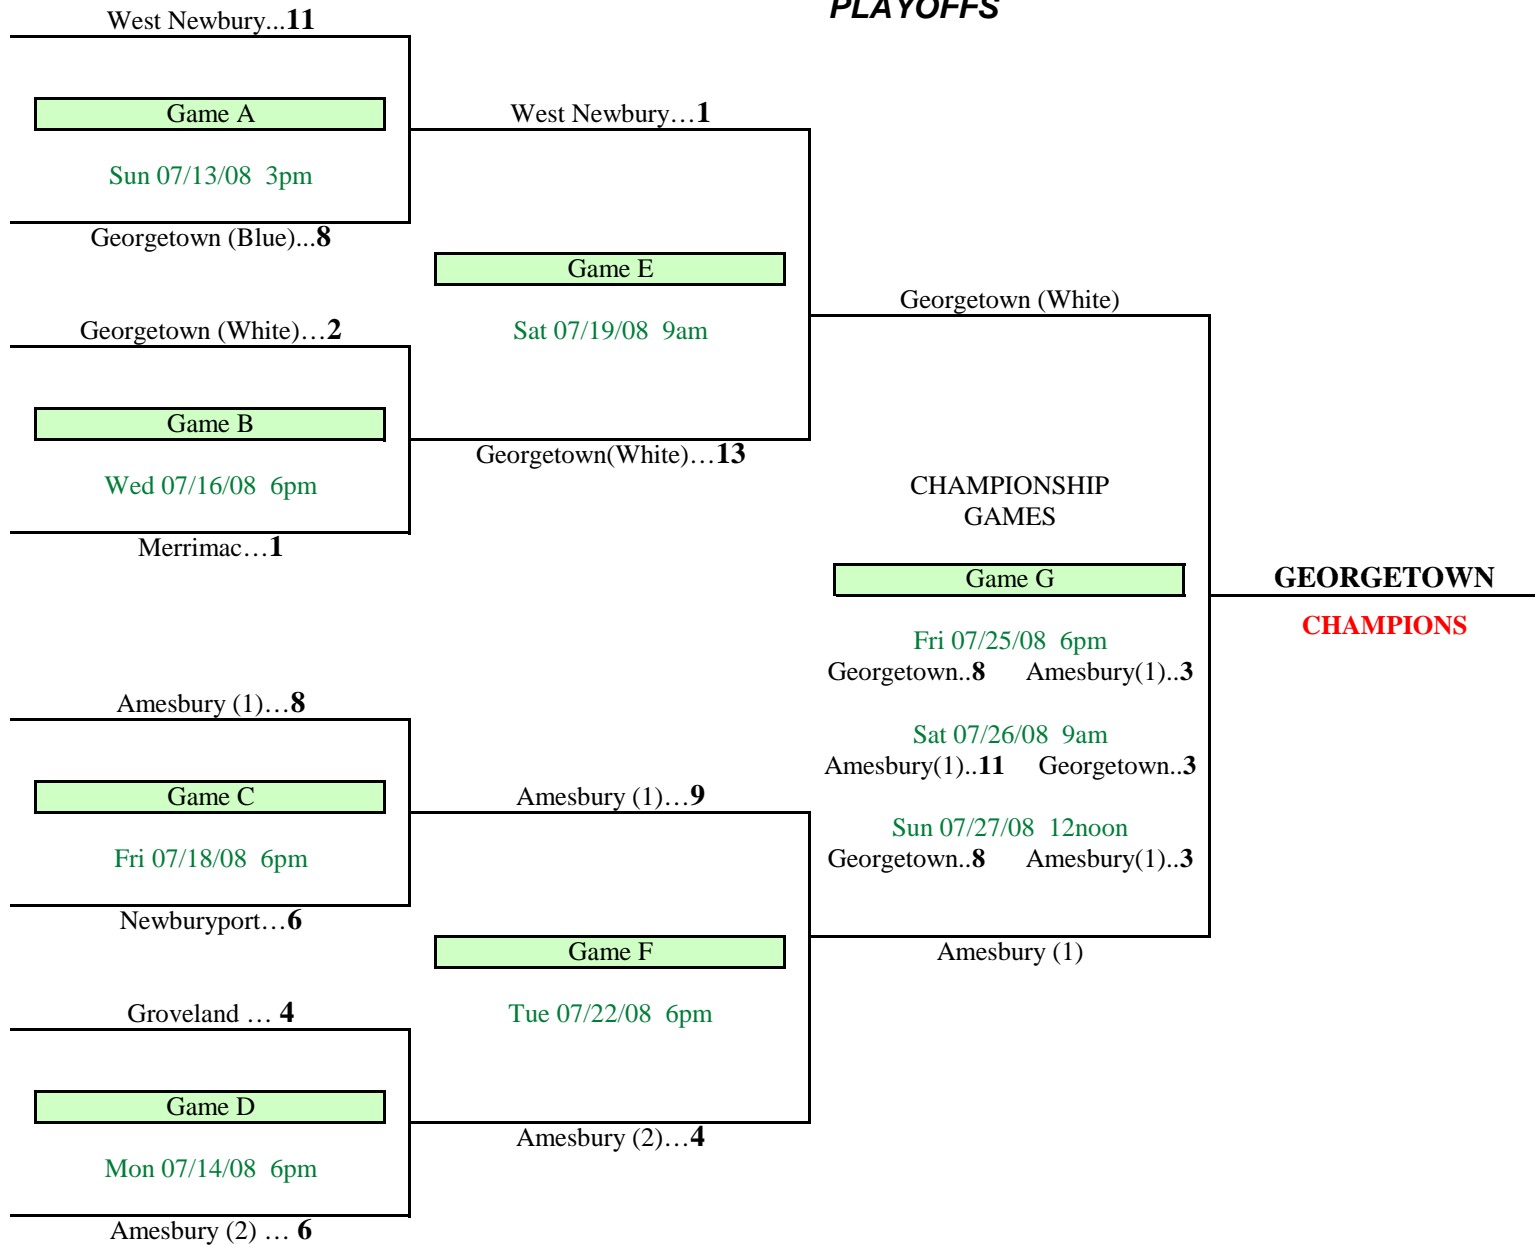 PLAYOFFS
West Newbury...11
Game A
Sun 07/13/08 3pm
Georgetown (Blue)...8
Georgetown (White)…2
Game B
Wed 07/16/08 6pm
Merrimac…1
Amesbury (1)…8
Game C
Fri 07/18/08 6pm
Newburyport…6
Groveland … 4
Game D
Mon 07/14/08 6pm
Amesbury (2) … 6
West Newbury…1
Game E
Sat 07/19/08 9am
Georgetown(White)…13
Amesbury (1)…9
Game F
Tue 07/22/08 6pm
Amesbury (2)…4
Georgetown (White)
CHAMPIONSHIP
GAMES
Game G
Fri 07/25/08 6pm
Georgetown..8 Amesbury(1)..3
Sat 07/26/08 9am
Amesbury(1)..11 Georgetown..3
Sun 07/27/08 12noon
Georgetown..8 Amesbury(1)..3
Amesbury (1)
GEORGETOWN
CHAMPIONS